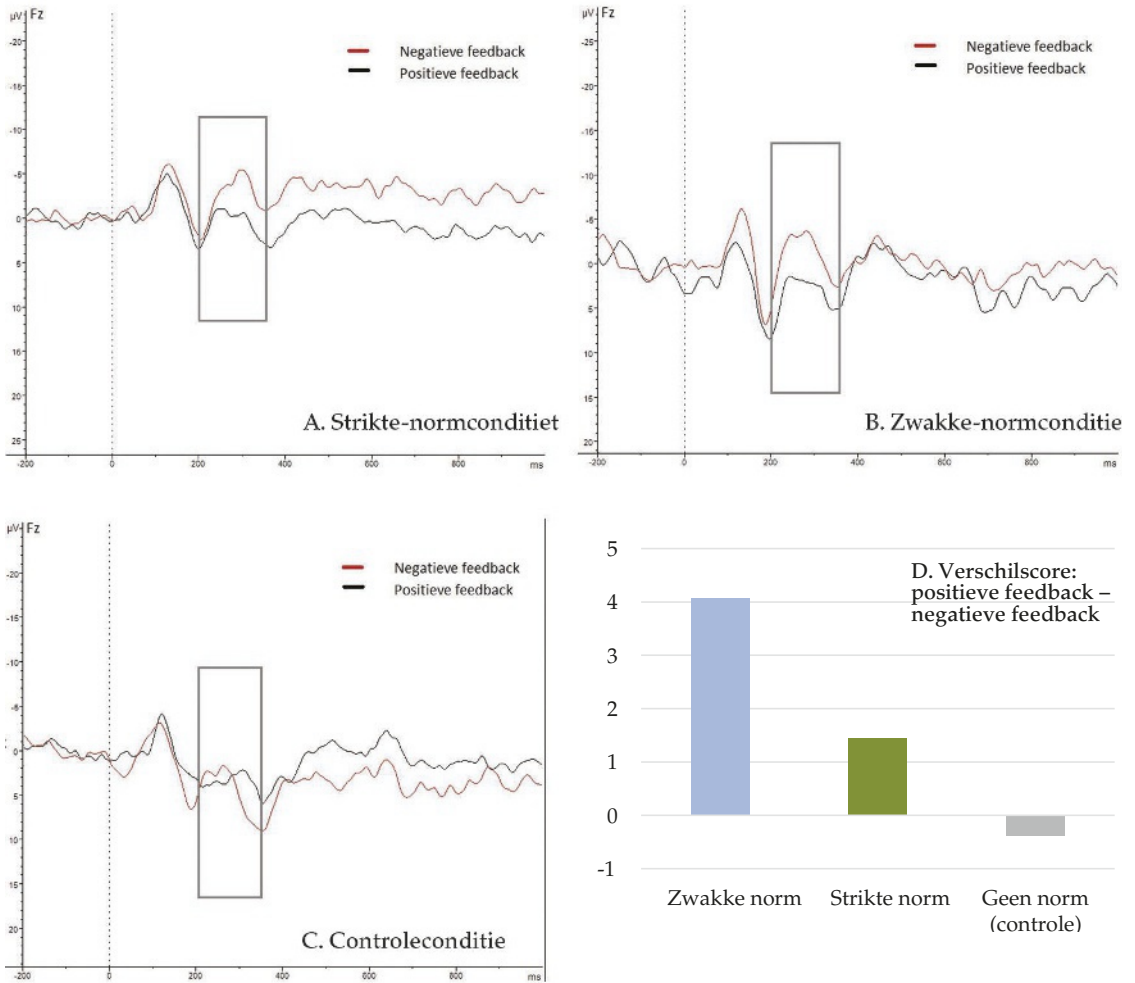 µV Fz
-20
-15
-10
-5
0
5
10
15
20
25
-200
0
200
400
600
800
ms
Negatieve feedback
Positieve feedback
A. Strikte-normconditiet
µV Fz
-25
-20
-15
-10
-5
0
5
10
15
20
-200
0
200
400
600
800
ms
Negatieve feedback
Positieve feedback
B. Zwakke-normconditie
µV Fz
-20
-15
-10
-5
0
5
10
15
20
-200
0
200
400
600
800
ms
Negatieve feedback
Positieve feedback
C. Controleconditie
5
4
3
2
1
0
-1
D. Verschilscore:
positieve feedback –
negatieve feedback
Zwakke norm
Strikte norm
Geen norm
(controle)